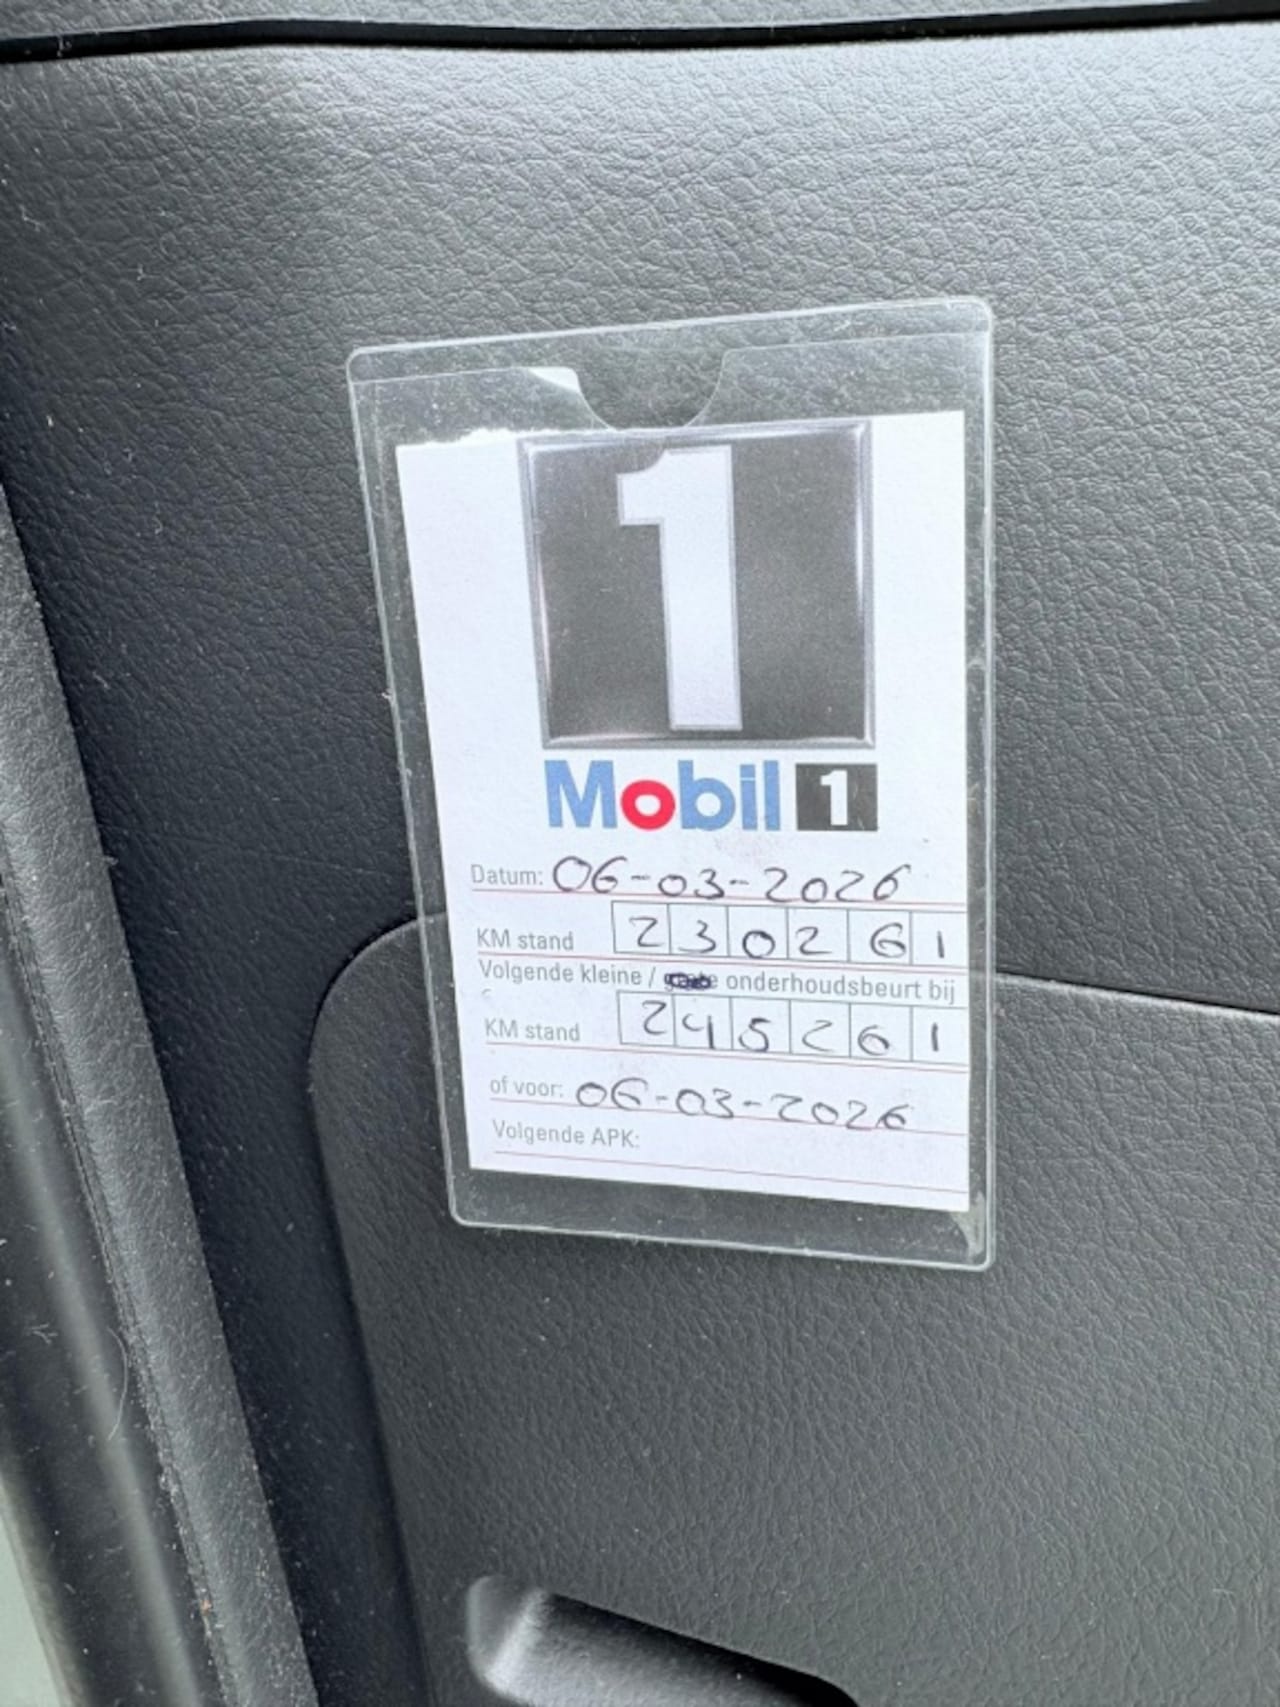 1
Mobil 1
Datum: 06-03-2026
KM stand 230261
Volgende kleine / onderhoudsbeurt bij
KM stand 245261
of voor: 06-03-2026
Volgende APK: